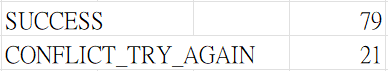 SUCCESS 79
CONFLICT_TRY_AGAIN 21